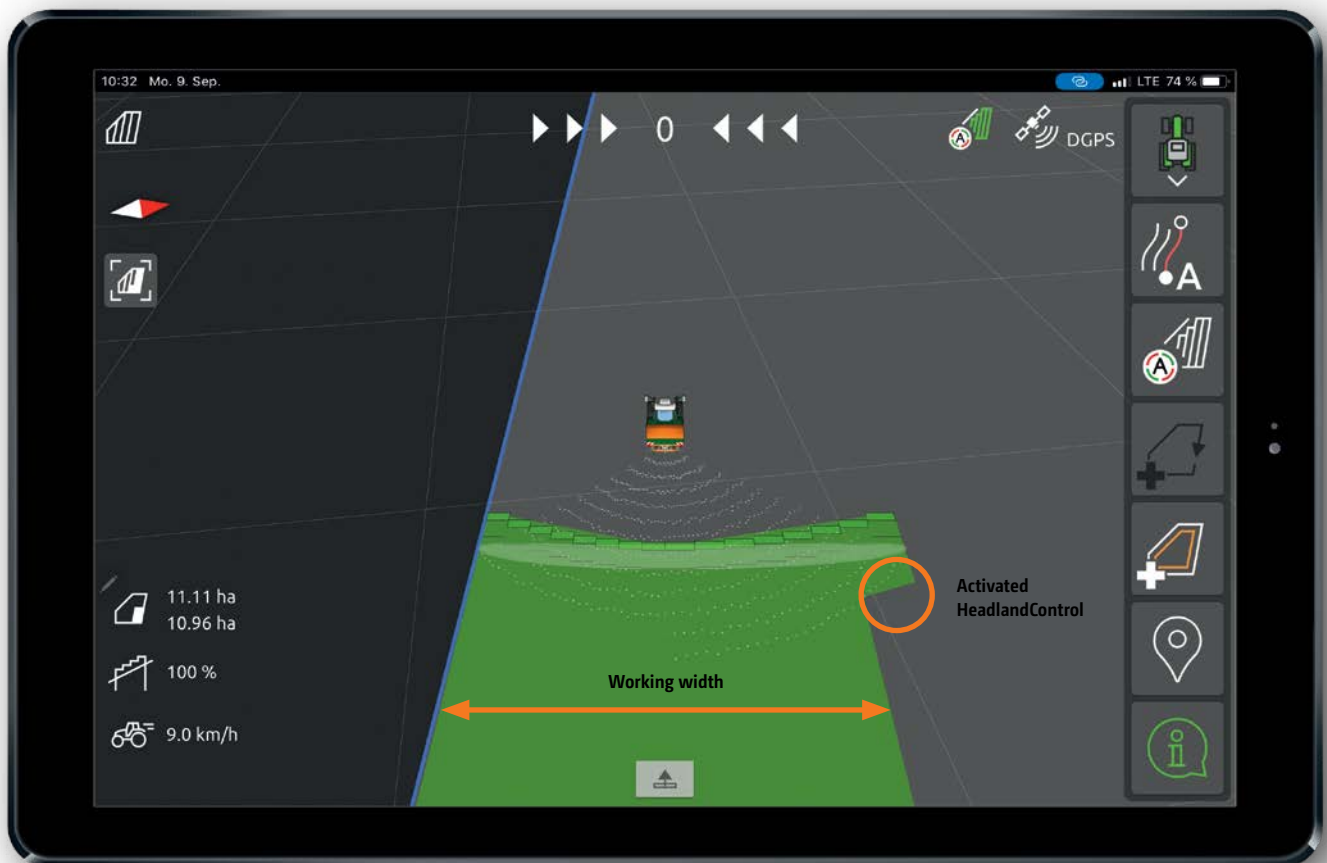 10:32 Mo. 9. Sep.
LTE 74 %
0
DGPS
A
A
A
11.11 ha
10.96 ha
100 %
9.0 km/h
Activated
HeadlandControl
Working width
i